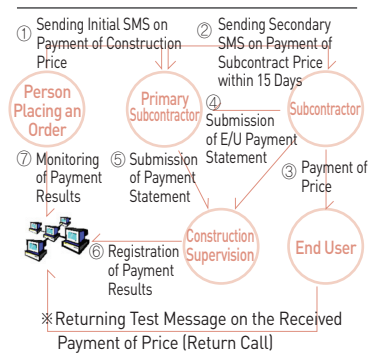 ① Sending Initial SMS on
Payment of Construction
Price
② Sending Secondary
SMS on Payment of
Subcontract Price
within 15 Days
Person
Placing an
Order
Primary
Subcontractor
④
Submission
of E/U Payment
Statement
Subcontractor
⑦ Monitoring
of Payment
Results
⑤ Submission
of Payment
Statement
③ Payment of
Price
⑥ Registration
of Payment
Results
Construction
Supervision
End User
※Returning Test Message on the Received
Payment of Price (Return Call)